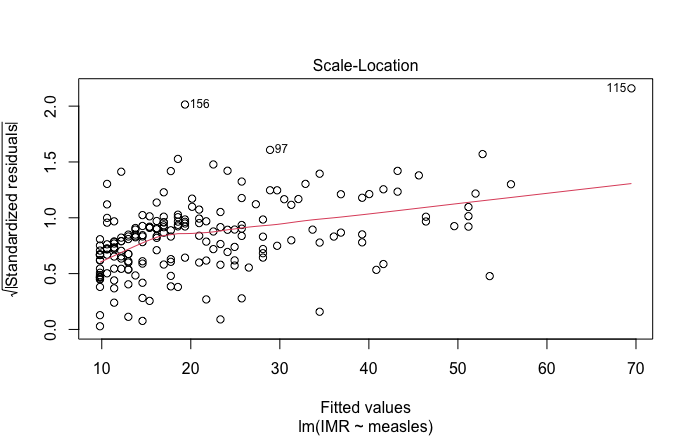 Scale-Location
√|Standardized residuals|
2.0
1.5
1.0
0.5
0.0
115
156
97
10 20 30 40 50 60 70
Fitted values
lm(IMR ~ measles)